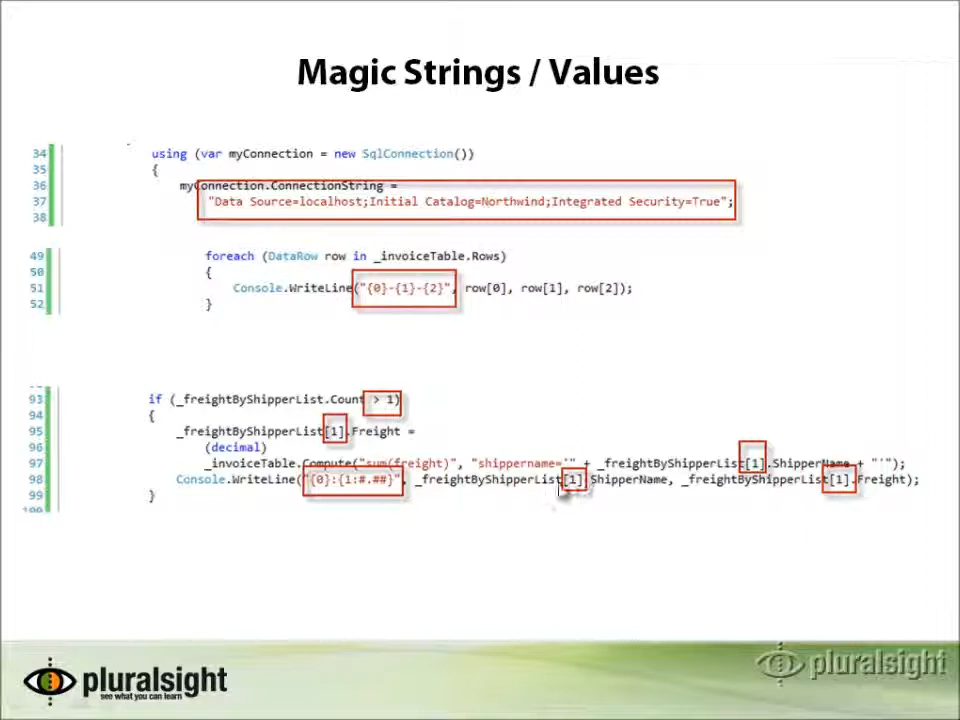 Magic Strings / Values
34 using (var myConnection = new SqlConnection())
35 {
36 myConnection.ConnectionString =
37 "Data Source=localhost;Initial Catalog=Northwind;Integrated Security=True";
38
49 foreach (DataRow row in _invoiceTable.Rows)
50 {
51 Console.WriteLine("{0}-{1}-{2}", row[0], row[1], row[2]);
52 }
93 if (_freightByShipperList.Count > 1)
94 {
95 _freightByShipperList[1].Freight =
96 (decimal)
97 _invoiceTable.Compute("sum(freight)", "shippername='" + _freightByShipperList[1].ShipperName + "'");
98 Console.WriteLine("{0}:{1:#.##}", _freightByShipperList[1].ShipperName, _freightByShipperList[1].Freight);
99 }
100
pluralsight
see what you can learn
pluralsight